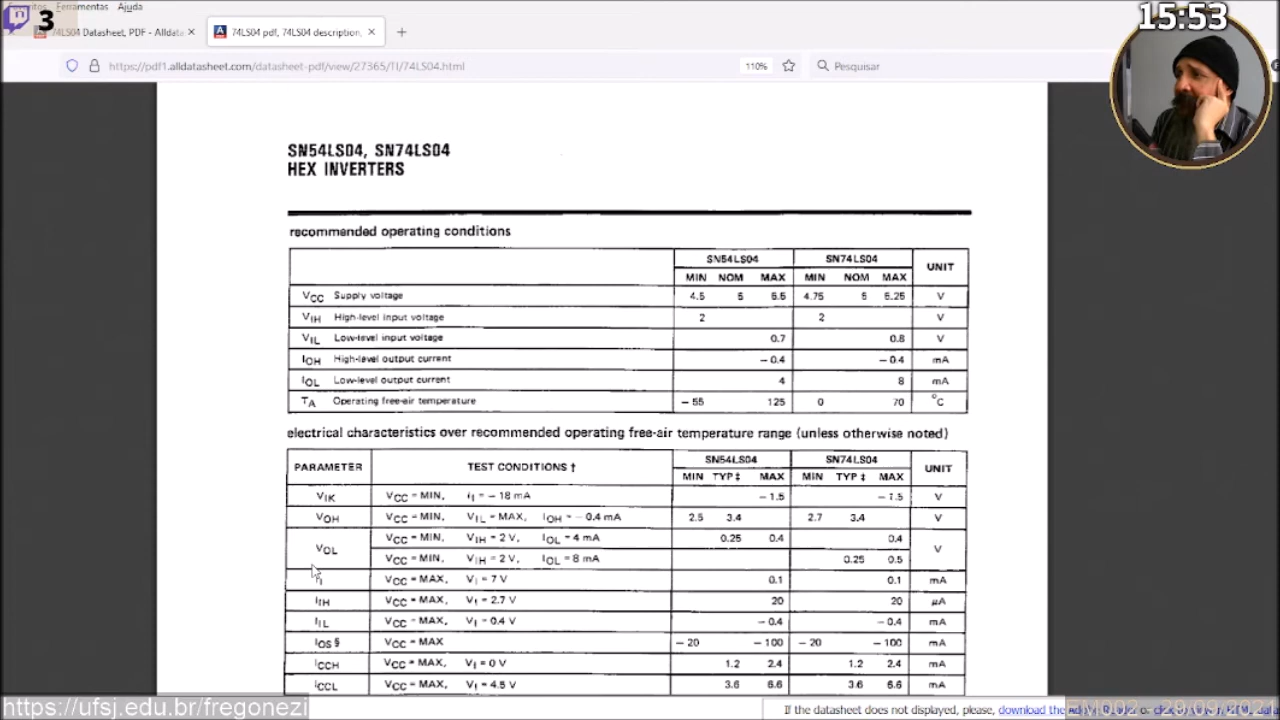 Favoritos Ferramentas Ajuda
3
15:53
74LS04 Datasheet, PDF - Alldata
74LS04 pdf, 74LS04 description,
https://pdf1.alldatasheet.com/datasheet-pdf/view/27365/TI/74LS04.html
110%
Pesquisar
SN54LS04, SN74LS04
HEX INVERTERS
recommended operating conditions
SN54LS04 SN74LS04 UNIT
MIN NOM MAX MIN NOM MAX
VCC Supply voltage 4.5 5 5.5 4.75 5 5.25 V
VIH High-level input voltage 2 2 V
VIL Low-level input voltage 0.7 0.8 V
IOH High-level output current − 0.4 − 0.4 mA
IOL Low-level output current 4 8 mA
TA Operating free-air temperature − 55 125 0 70 °C
electrical characteristics over recommended operating free-air temperature range (unless otherwise noted)
PARAMETER TEST CONDITIONS † SN54LS04 SN74LS04 UNIT
MIN TYP ‡ MAX MIN TYP ‡ MAX
VIK VCC = MIN, II = − 18 mA − 1.5 − 1.5 V
VOH VCC = MIN, VIL = MAX, IOH = − 0.4 mA 2.5 3.4 2.7 3.4 V
VOL VCC = MIN, VIH = 2 V, IOL = 4 mA 0.25 0.4 0.4 V
VCC = MIN, VIH = 2 V, IOL = 8 mA 0.25 0.5
II VCC = MAX, VI = 7 V 0.1 0.1 mA
IIH VCC = MAX, VI = 2.7 V 20 20 µA
IIL VCC = MAX, VI = 0.4 V − 0.4 − 0.4 mA
IOS § VCC = MAX − 20 − 100 − 20 − 100 mA
ICCH VCC = MAX, VI = 0 V 1.2 2.4 1.2 2.4 mA
ICCL VCC = MAX, VI = 4.5 V 3.6 6.6 3.6 6.6 mA
https://ufsj.edu.br/fregonezi
If the datasheet does not displayed, please, download the